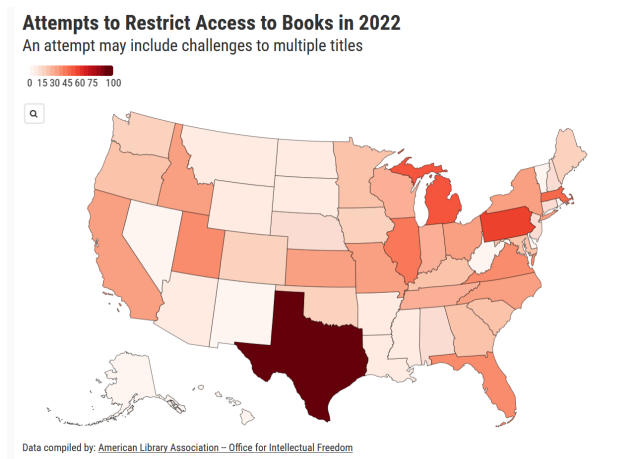 Attempts to Restrict Access to Books in 2022
An attempt may include challenges to multiple titles
0 15 30 45 60 75 100
Data compiled by: American Library Association – Office for Intellectual Freedom